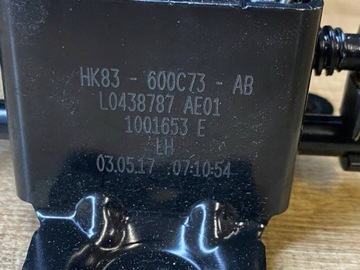 HK83 - 600C73 - AB
L0438787 AE01
1001653 E
LH
03.05.17 07:10:54